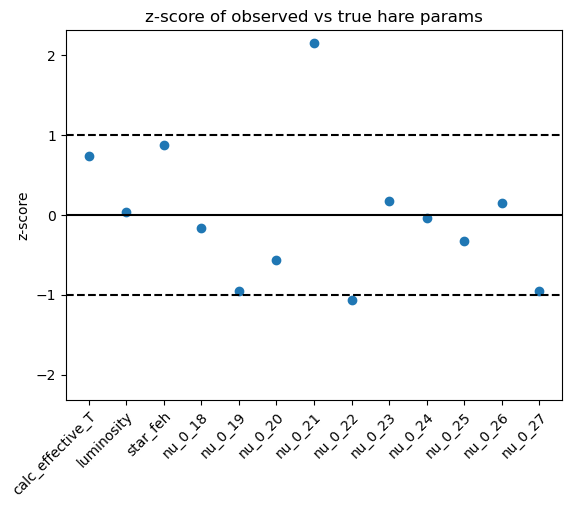 z-score of observed vs true hare params
z-score
2
1
0
−1
−2
calc_effective_T
luminosity
star_feh
nu_0_18
nu_0_19
nu_0_20
nu_0_21
nu_0_22
nu_0_23
nu_0_24
nu_0_25
nu_0_26
nu_0_27